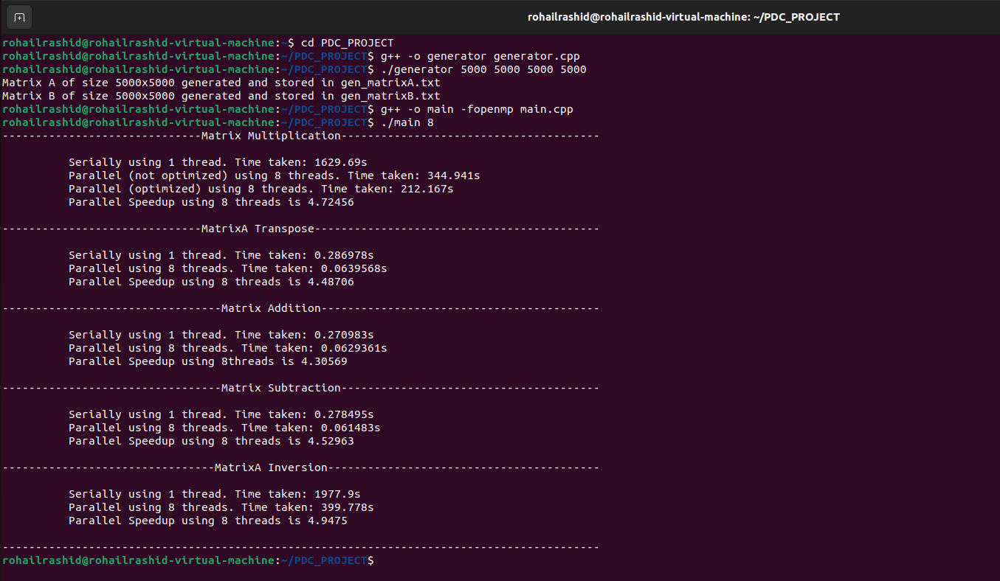 rohailrashid@rohailrashid-virtual-machine: ~/PDC_PROJECT
rohailrashid@rohailrashid-virtual-machine:~$ cd PDC_PROJECT
rohailrashid@rohailrashid-virtual-machine:~/PDC_PROJECT$ g++ -o generator generator.cpp
rohailrashid@rohailrashid-virtual-machine:~/PDC_PROJECT$ ./generator 5000 5000 5000 5000
Matrix A of size 5000x5000 generated and stored in gen_matrixA.txt
Matrix B of size 5000x5000 generated and stored in gen_matrixB.txt
rohailrashid@rohailrashid-virtual-machine:~/PDC_PROJECT$ g++ -o main -fopenmp main.cpp
rohailrashid@rohailrashid-virtual-machine:~/PDC_PROJECT$ ./main 8
------------------------------Matrix Multiplication---------------------------------------
Serially using 1 thread. Time taken: 1629.69s
Parallel (not optimized) using 8 threads. Time taken: 344.941s
Parallel (optimized) using 8 threads. Time taken: 212.167s
Parallel Speedup using 8 threads is 4.72456
------------------------------MatrixA Transpose-------------------------------------------
Serially using 1 thread. Time taken: 0.286978s
Parallel using 8 threads. Time taken: 0.0639568s
Parallel Speedup using 8 threads is 4.48706
---------------------------------Matrix Addition------------------------------------------
Serially using 1 thread. Time taken: 0.270983s
Parallel using 8 threads. Time taken: 0.0629361s
Parallel Speedup using 8threads is 4.30569
---------------------------------Matrix Subtraction---------------------------------------
Serially using 1 thread. Time taken: 0.278495s
Parallel using 8 threads. Time taken: 0.061483s
Parallel Speedup using 8 threads is 4.52963
--------------------------------MatrixA Inversion-----------------------------------------
Serially using 1 thread. Time taken: 1977.9s
Parallel using 8 threads. Time taken: 399.778s
Parallel Speedup using 8 threads is 4.9475
------------------------------------------------------------------------------------------
rohailrashid@rohailrashid-virtual-machine:~/PDC_PROJECT$